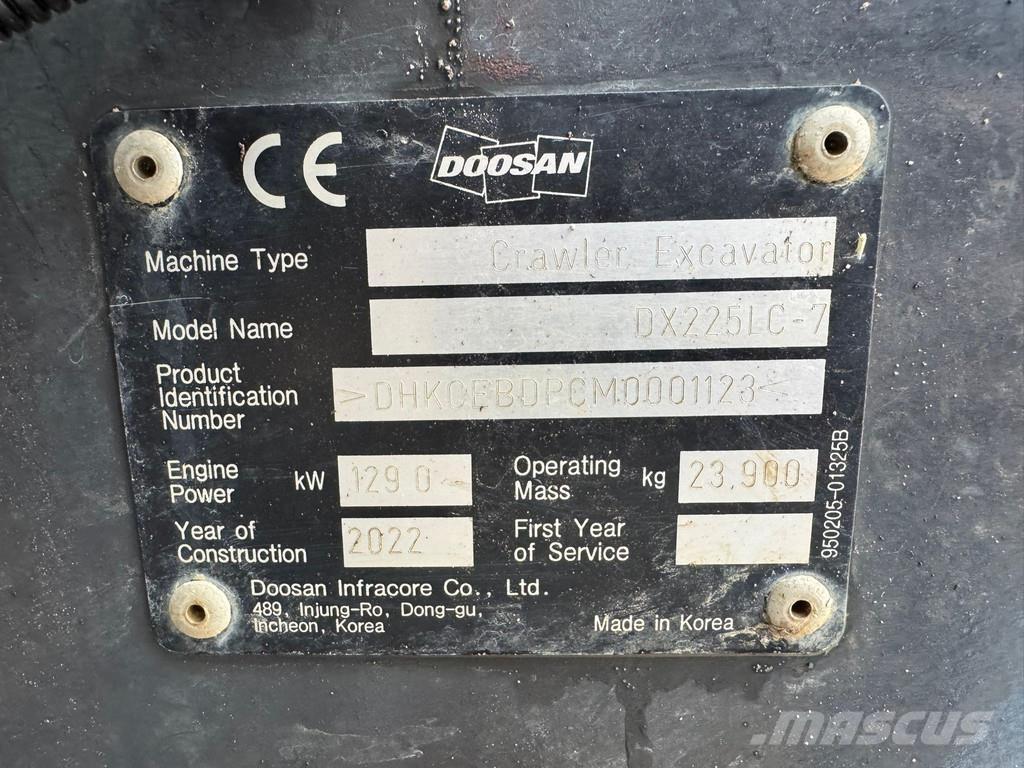 CE DOOSAN
Machine Type Crawler Excavator
Model Name DX225LC-7
Product
Identification
Number >DHKCEBDPCM0001123<
Engine
Power kW 129.0
Operating
Mass kg 23,900
Year of
Construction 2022
First Year
of Service
950205-01325B
Doosan Infracore Co., Ltd.
489, Injung-Ro, Dong-gu,
Incheon, Korea
Made in Korea
MASCUS